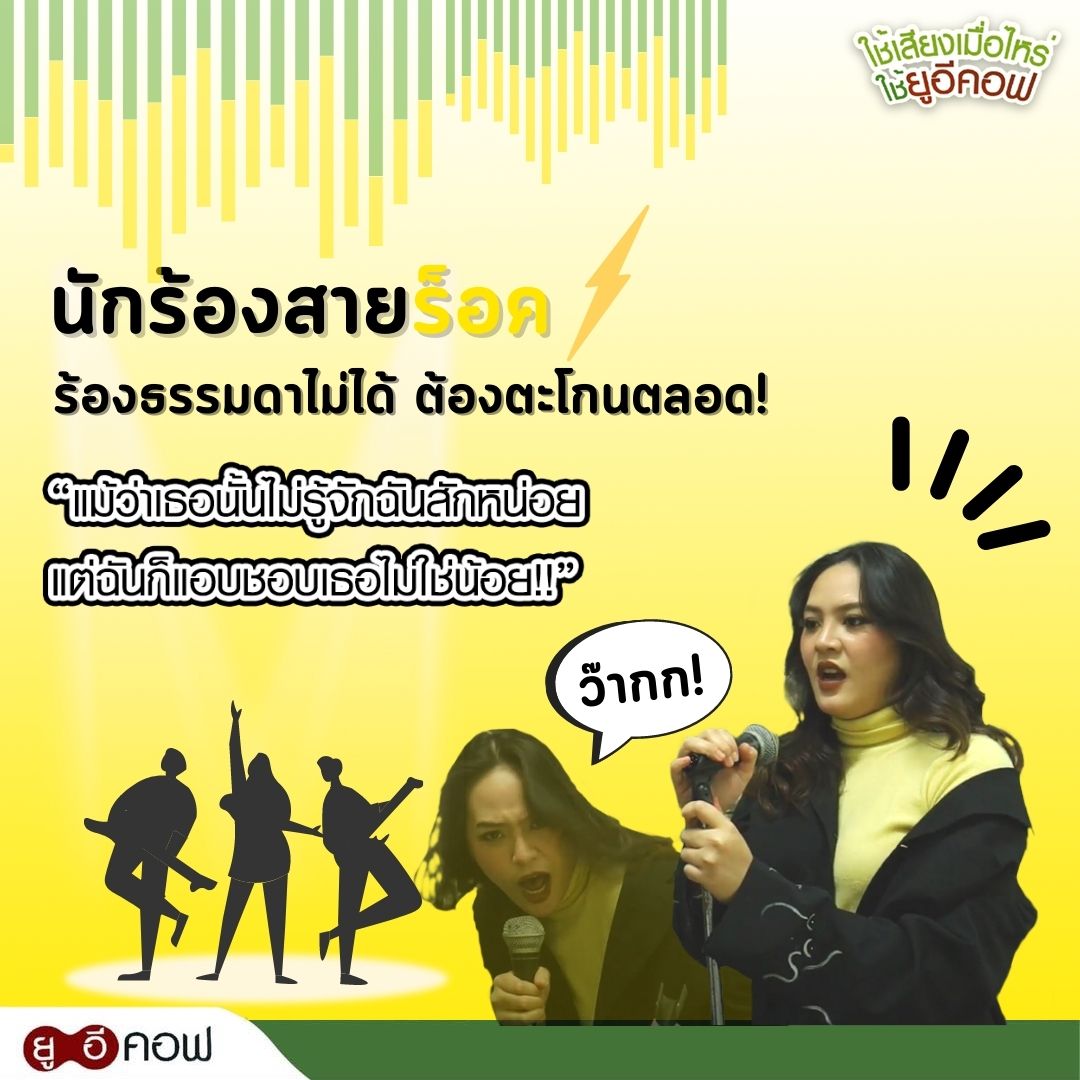 ใช้เสียงเมื่อไหร่
ใช้ยูอีคอฟ
นักร้องสายร็อค
ร้องธรรมดาไม่ได้ ต้องตะโกนตลอด!
“แม้ว่าเธอนั้นไม่รู้จักฉันสักหน่อย
แต่ฉันก็แอบชอบเธอไม่ใช่น้อย!!”
ว๊ากก!
ยู อี คอฟ